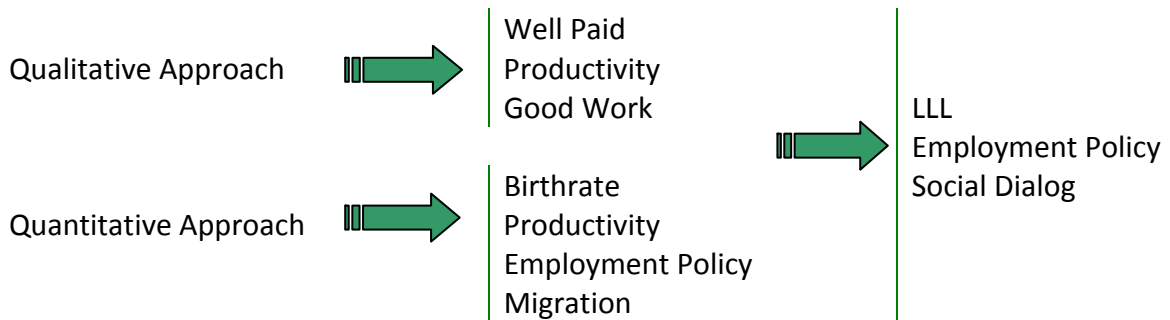 Qualitative Approach
Well Paid
Productivity
Good Work
Quantitative Approach
Birthrate
Productivity
Employment Policy
Migration
LLL
Employment Policy
Social Dialog